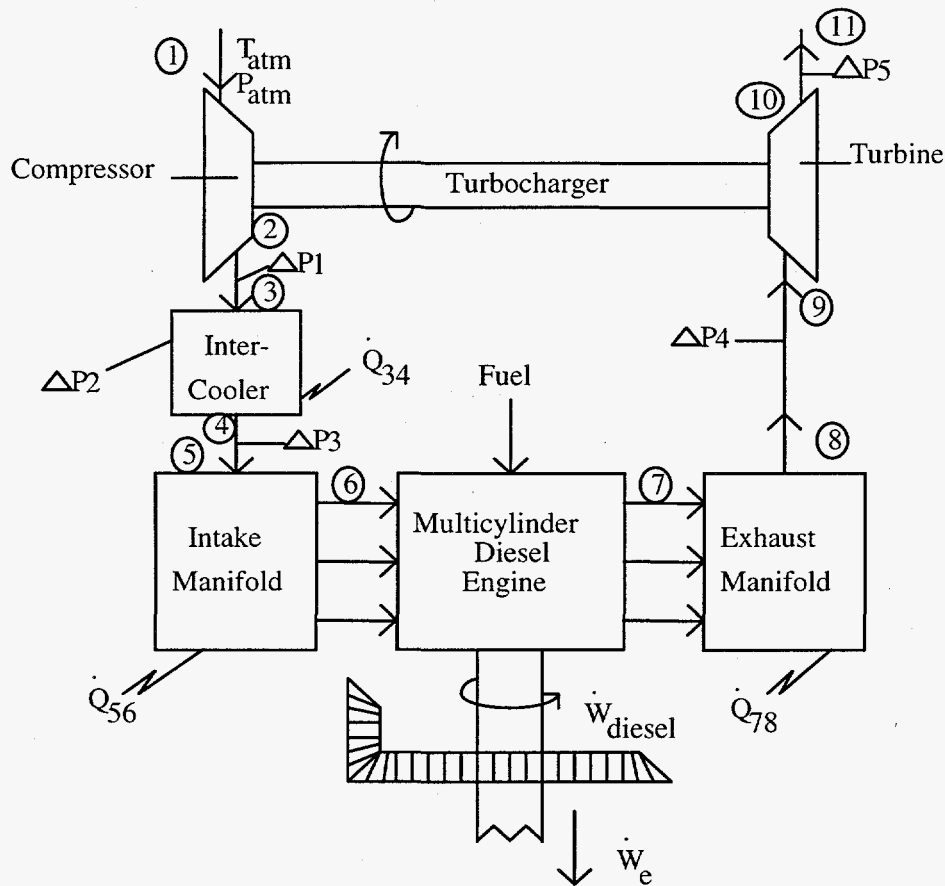 1
T_atm
P_atm
11
ΔP5
10
Compressor
Turbocharger
Turbine
2
ΔP1
3
9
Inter-
Cooler
ΔP2
Q̇_34
ΔP4
Fuel
4
ΔP3
5
6
7
8
Intake
Manifold
Multicylinder
Diesel
Engine
Exhaust
Manifold
Q̇_56
Ẇ_diesel
Q̇_78
Ẇ_e